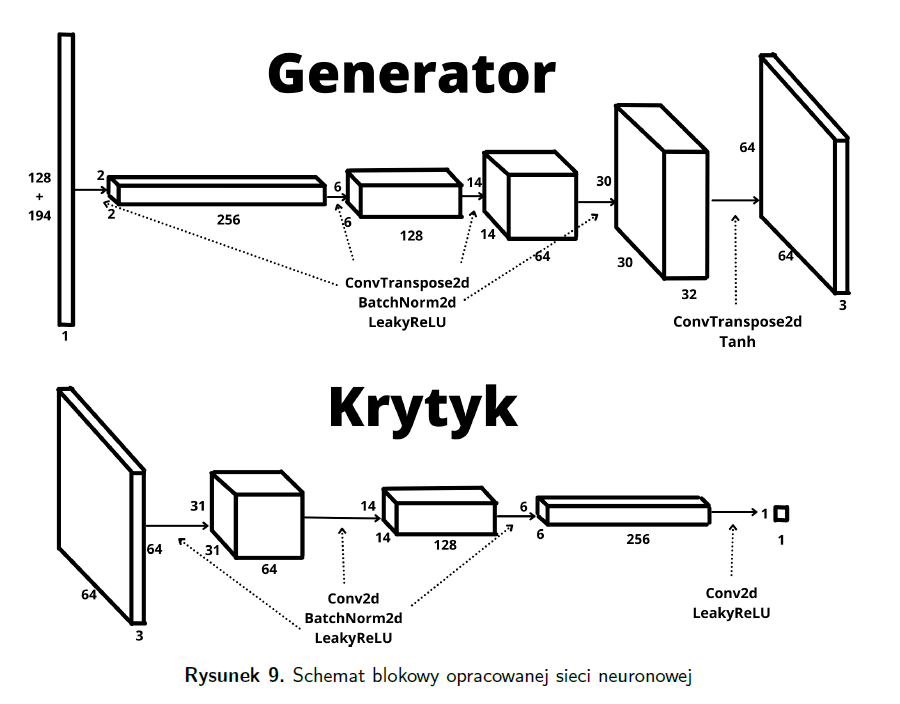 Generator
128
+
194
1
2
2
256
6
6
128
14
14
64
30
30
32
64
64
3
ConvTranspose2d
BatchNorm2d
LeakyReLU
ConvTranspose2d
Tanh
Krytyk
64
64
3
31
31
64
14
14
128
6
6
256
1
1
Conv2d
BatchNorm2d
LeakyReLU
Conv2d
LeakyReLU
Rysunek 9. Schemat blokowy opracowanej sieci neuronowej